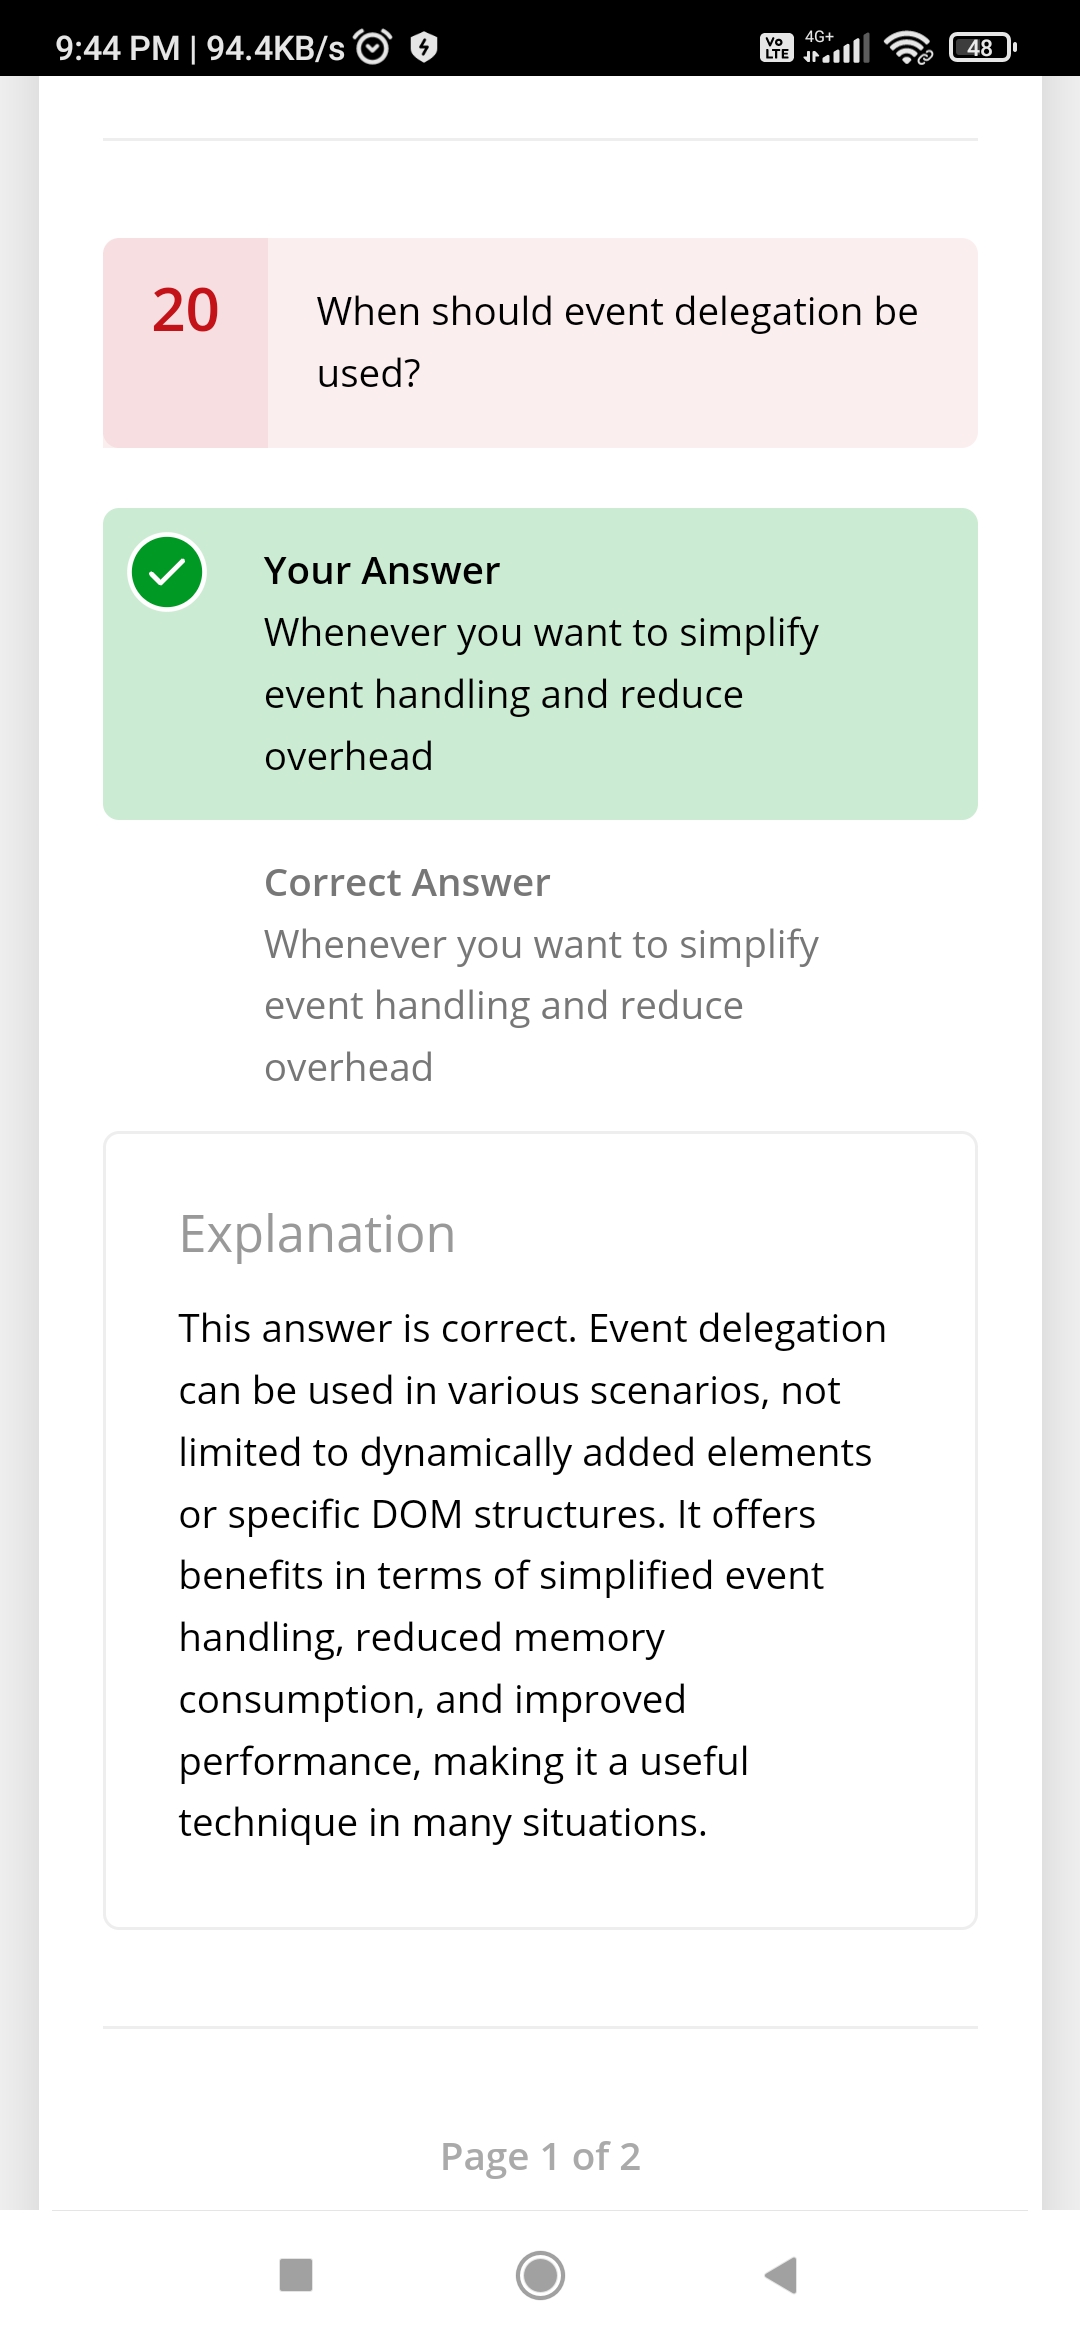 9:44 PM | 94.4KB/s
Vo LTE 4G+ 48
20
When should event delegation be
used?
Your Answer
Whenever you want to simplify
event handling and reduce
overhead
Correct Answer
Whenever you want to simplify
event handling and reduce
overhead
Explanation
This answer is correct. Event delegation
can be used in various scenarios, not
limited to dynamically added elements
or specific DOM structures. It offers
benefits in terms of simplified event
handling, reduced memory
consumption, and improved
performance, making it a useful
technique in many situations.
Page 1 of 2